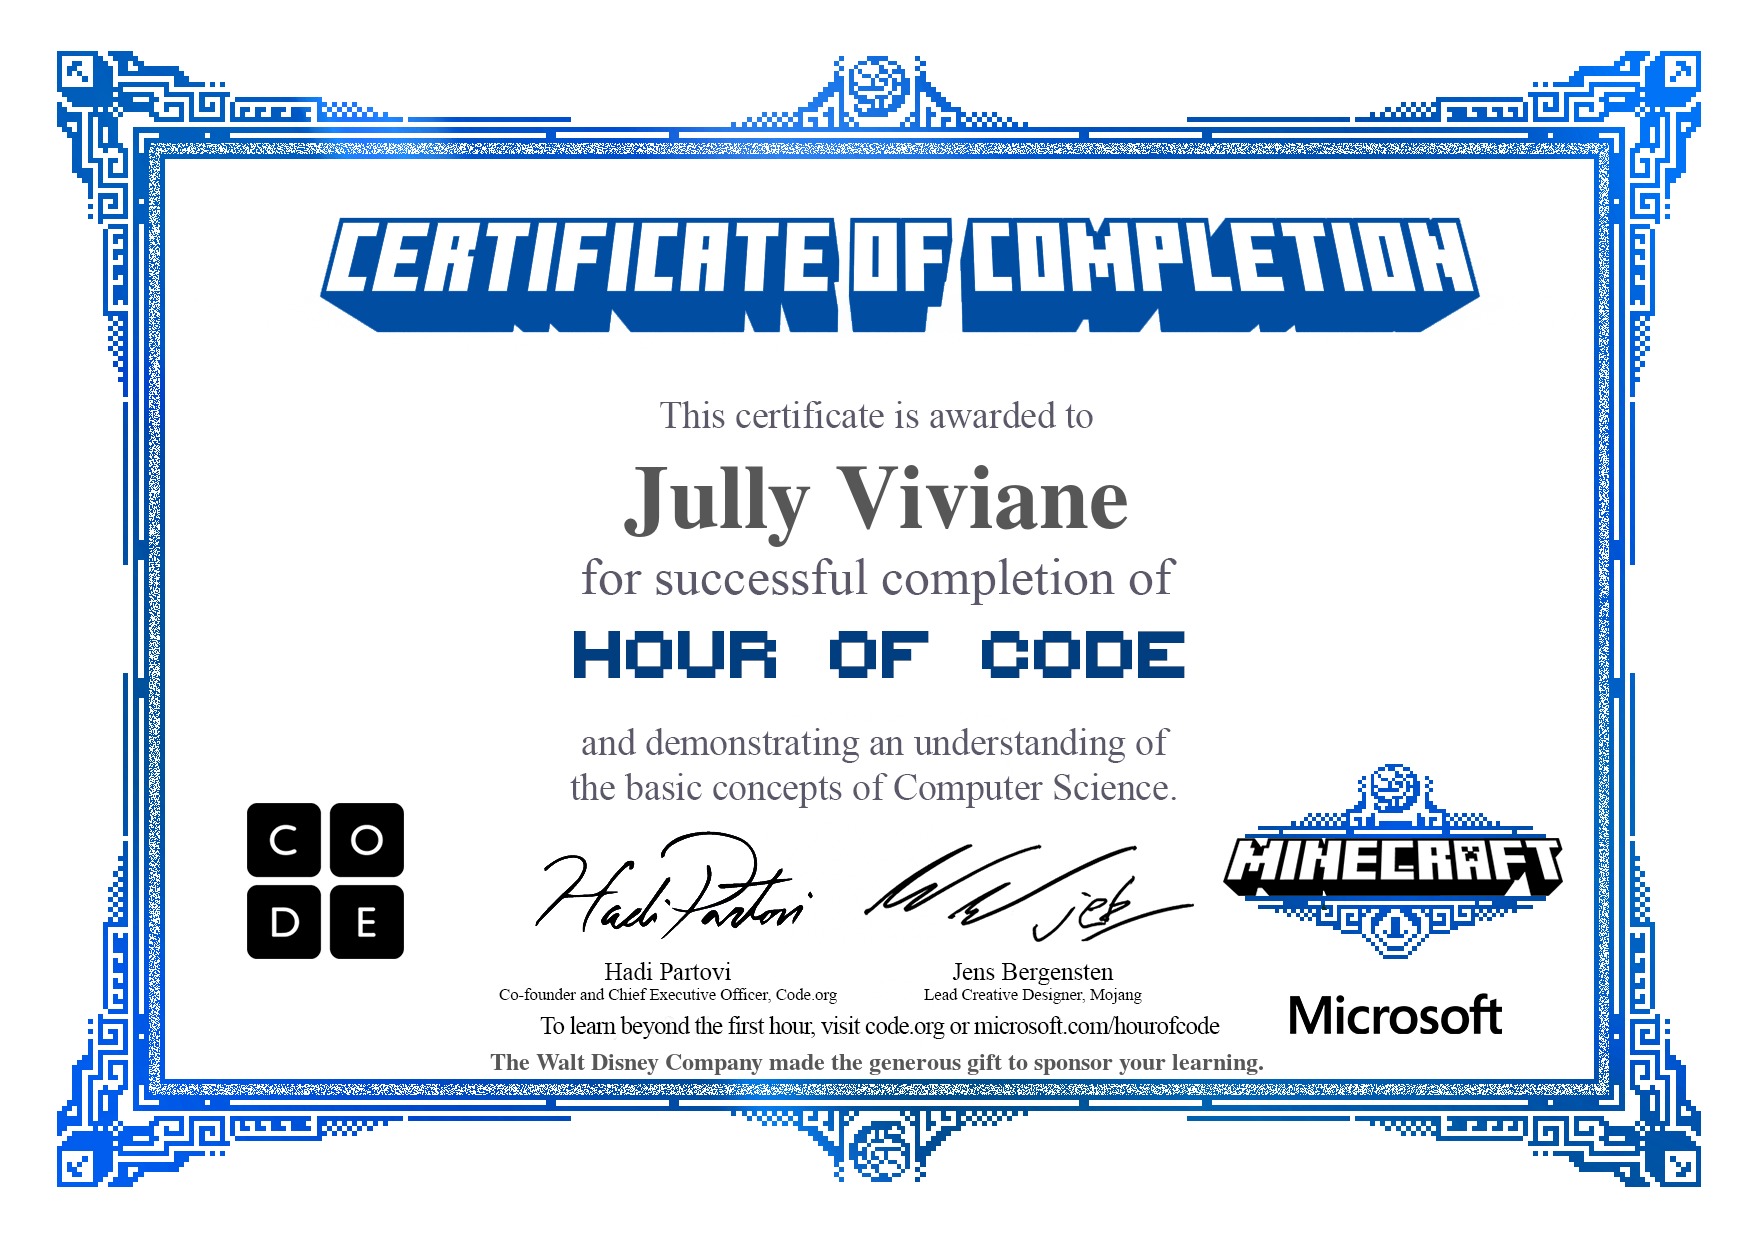 CERTIFICATE OF COMPLETION
This certificate is awarded to
Jully Viviane
for successful completion of
HOUR OF CODE
and demonstrating an understanding of
the basic concepts of Computer Science.
C O
D E
Hadi Partovi
jeb
MINECRAFT
Hadi Partovi
Jens Bergensten
Co-founder and Chief Executive Officer, Code.org
Lead Creative Designer, Mojang
Microsoft
To learn beyond the first hour, visit code.org or microsoft.com/hourofcode
The Walt Disney Company made the generous gift to sponsor your learning.